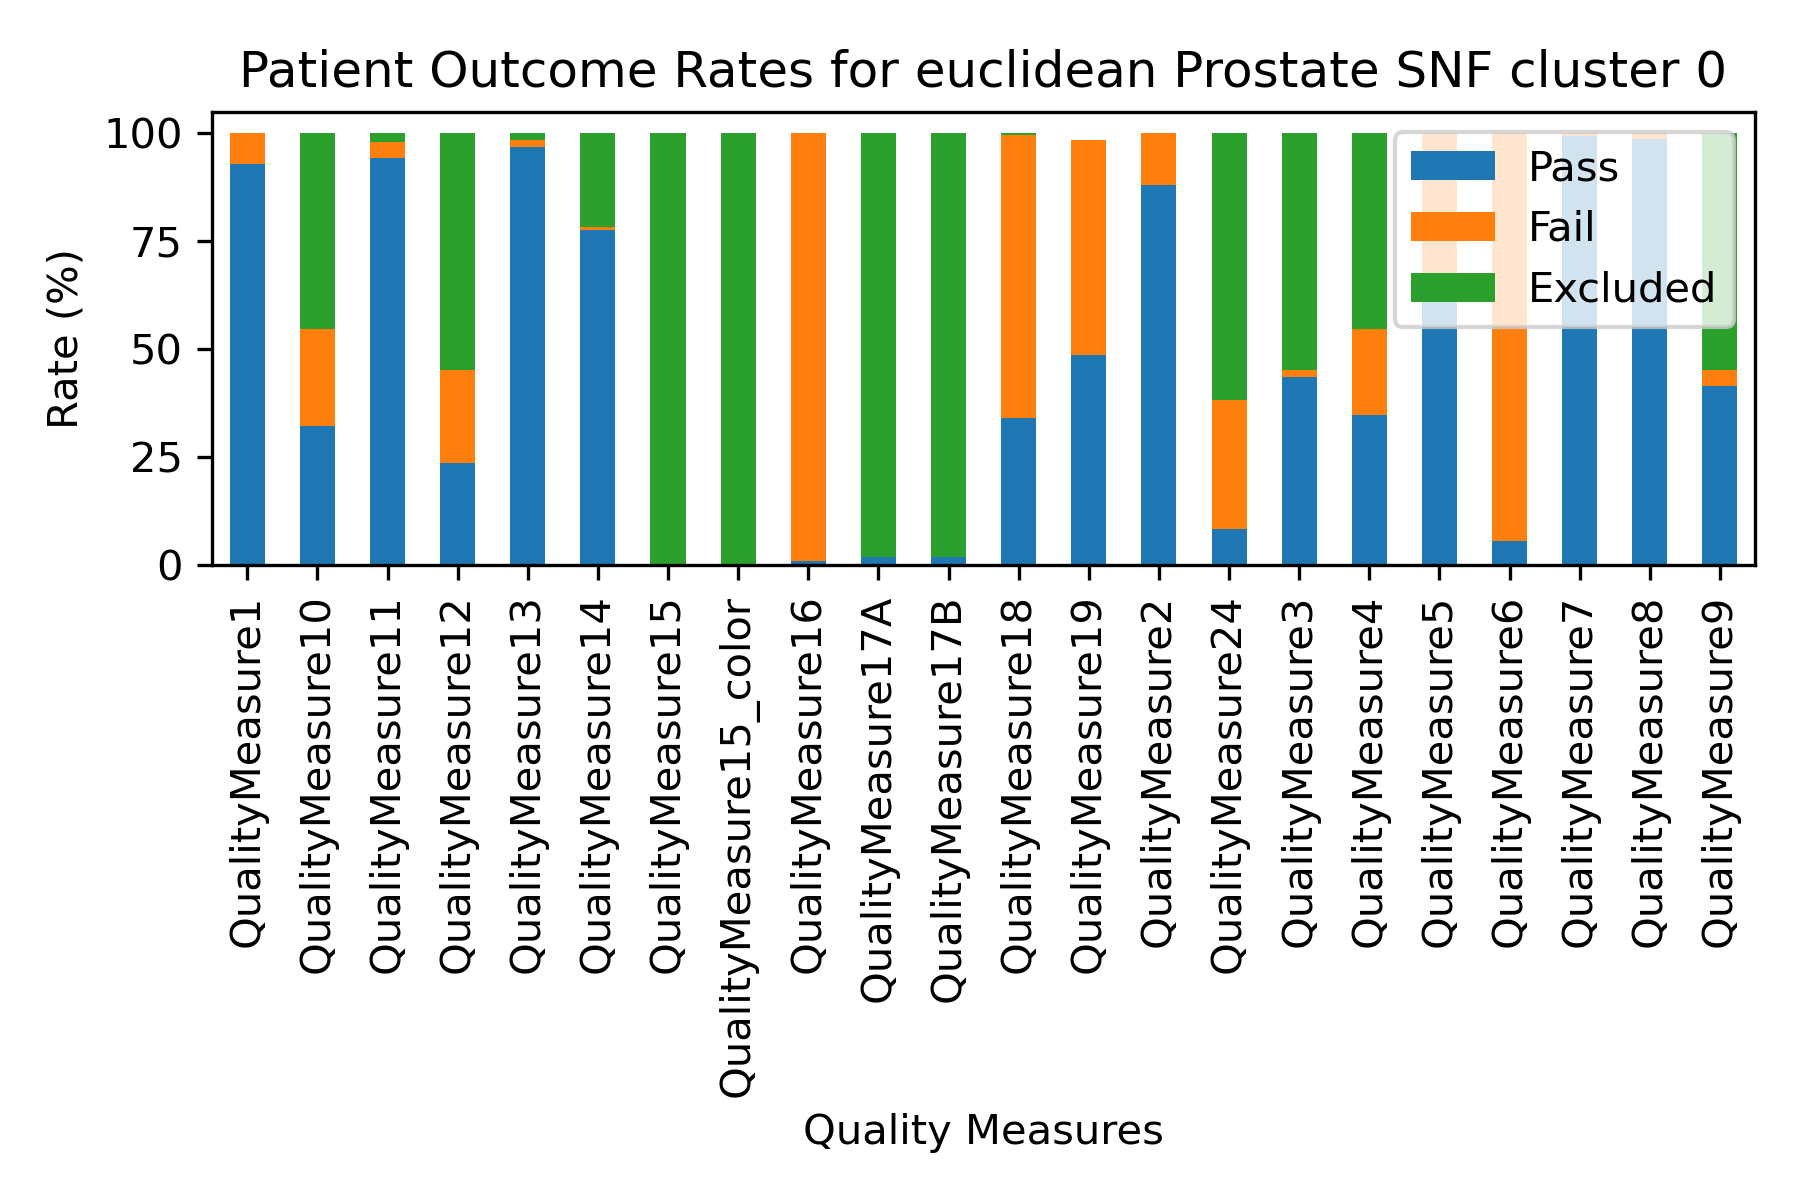 Patient Outcome Rates for euclidean Prostate SNF cluster 0
Rate (%)
100
75
50
25
0
Pass
Fail
Excluded
QualityMeasure1
QualityMeasure10
QualityMeasure11
QualityMeasure12
QualityMeasure13
QualityMeasure14
QualityMeasure15
QualityMeasure15_color
QualityMeasure16
QualityMeasure17A
QualityMeasure17B
QualityMeasure18
QualityMeasure19
QualityMeasure2
QualityMeasure24
QualityMeasure3
QualityMeasure4
QualityMeasure5
QualityMeasure6
QualityMeasure7
QualityMeasure8
QualityMeasure9
Quality Measures